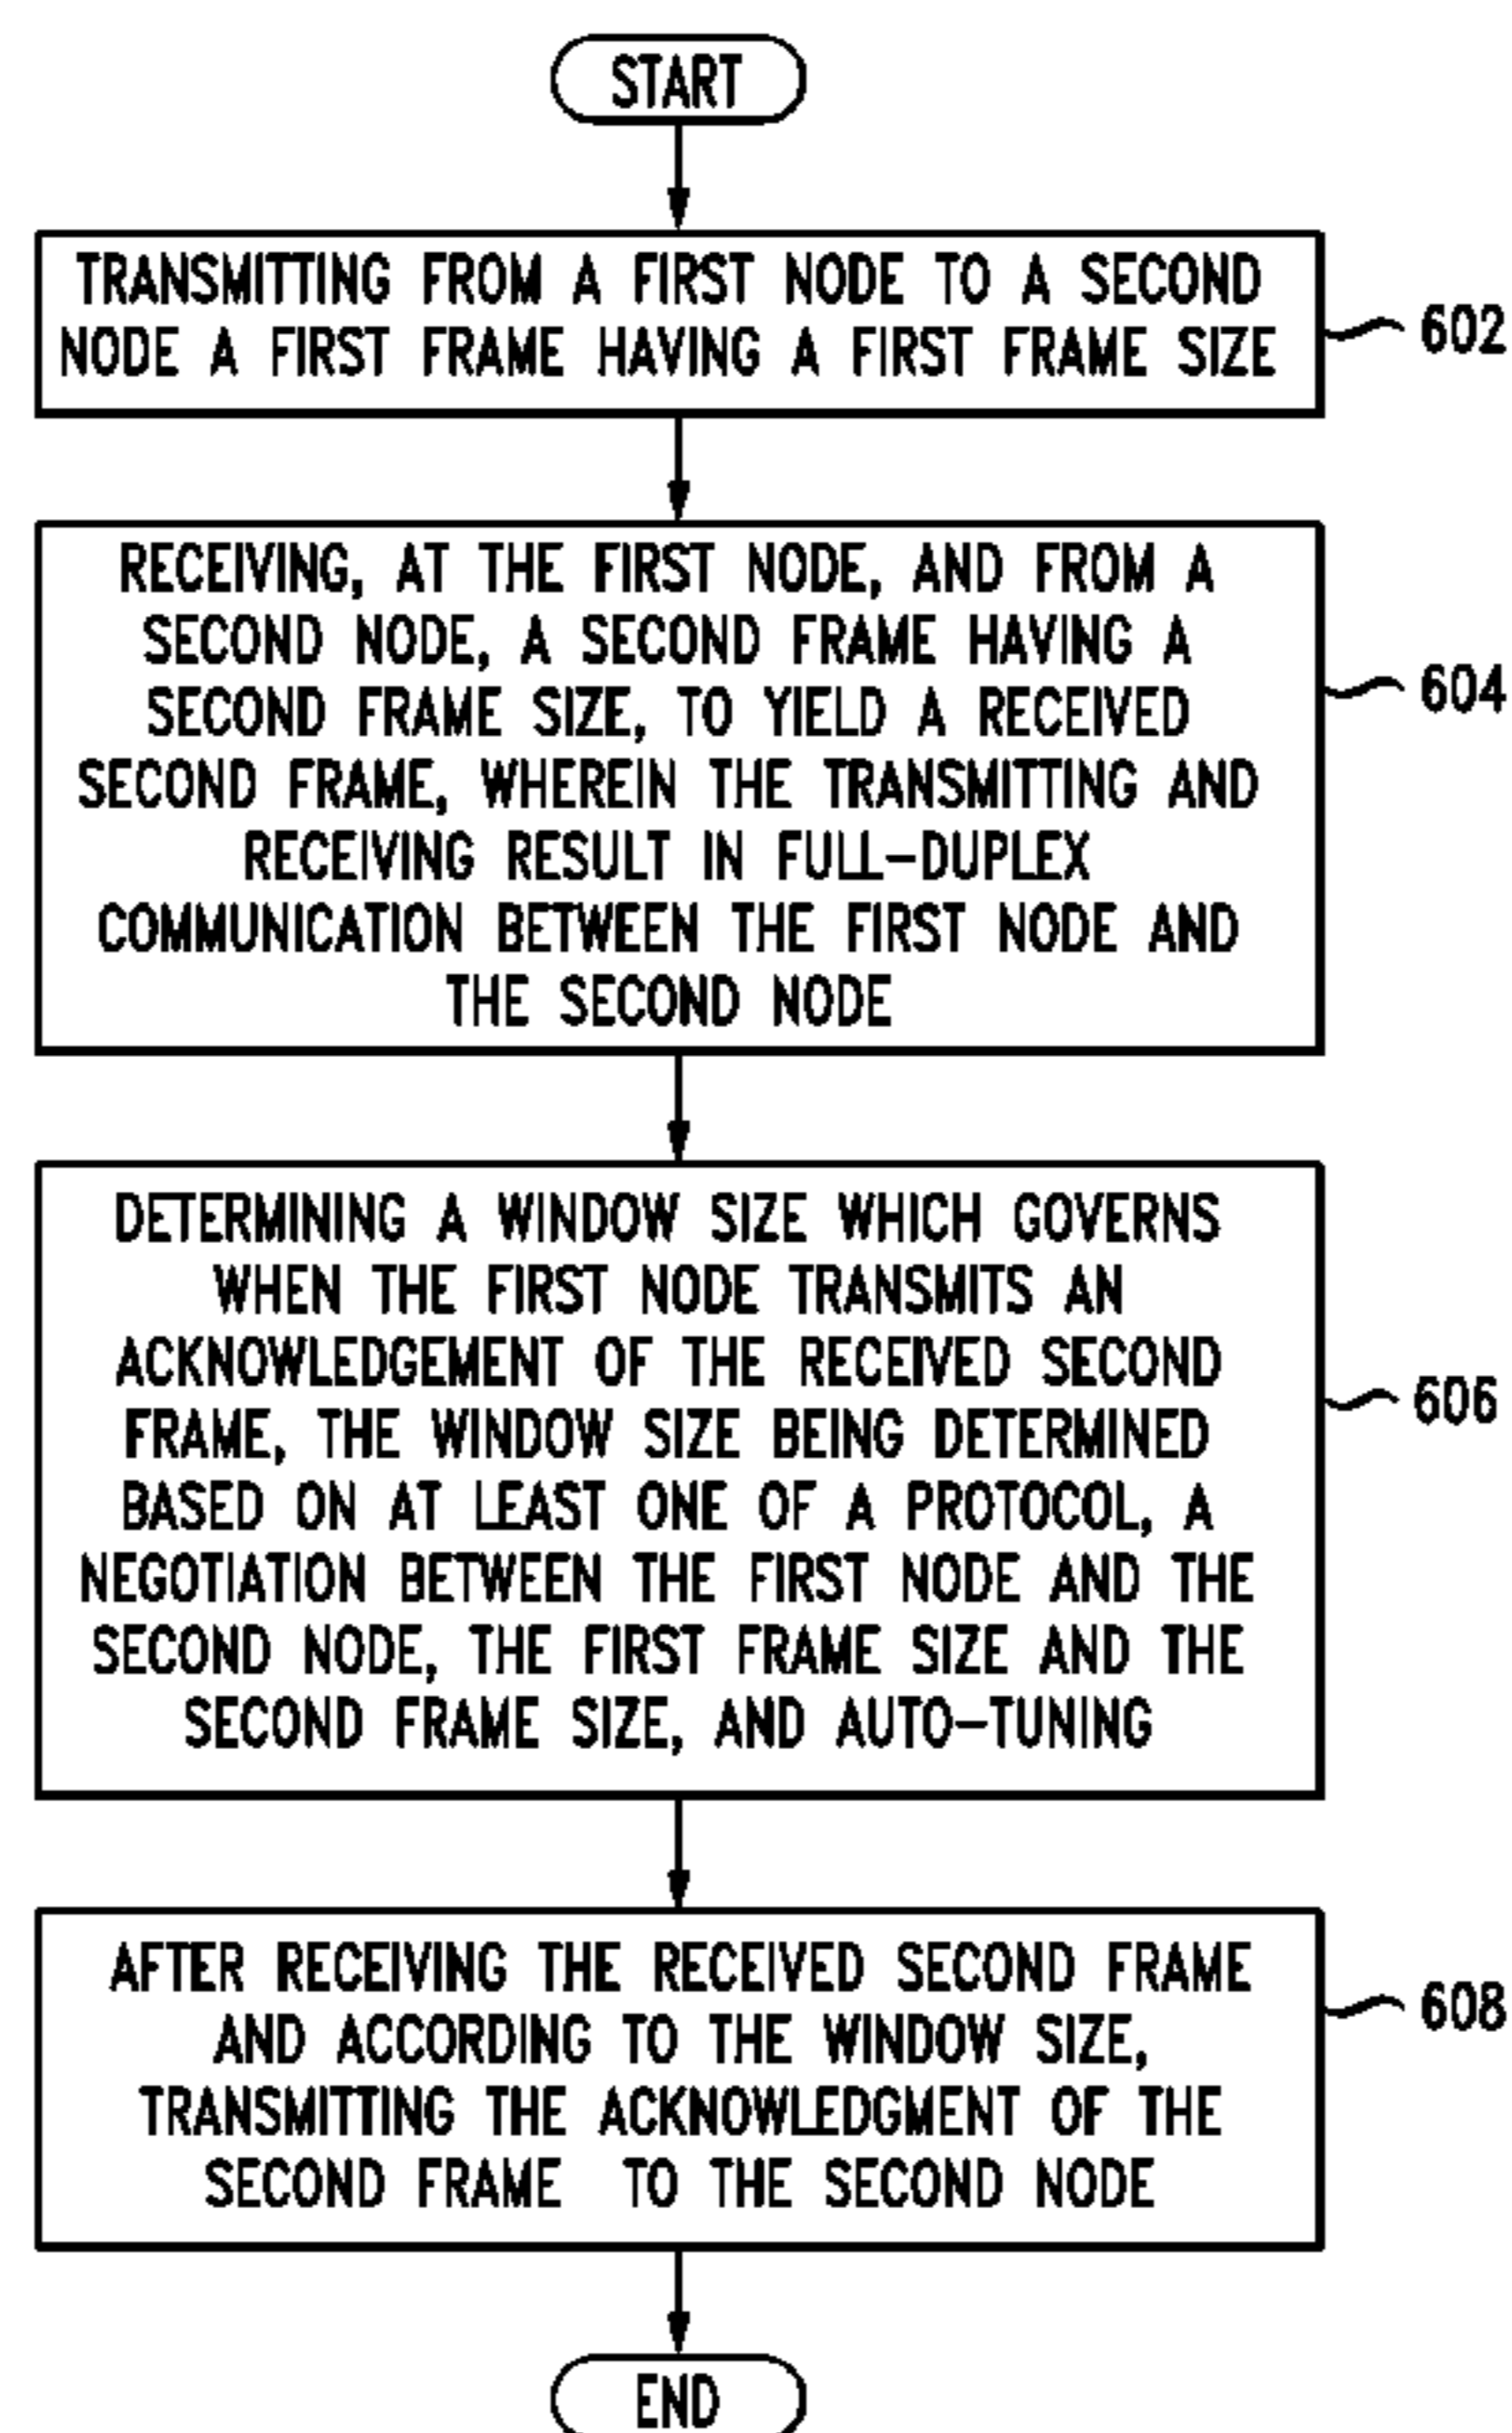 START
TRANSMITTING FROM A FIRST NODE TO A SECOND
NODE A FIRST FRAME HAVING A FIRST FRAME SIZE
602
RECEIVING, AT THE FIRST NODE, AND FROM A
SECOND NODE, A SECOND FRAME HAVING A
SECOND FRAME SIZE, TO YIELD A RECEIVED
SECOND FRAME, WHEREIN THE TRANSMITTING AND
RECEIVING RESULT IN FULL-DUPLEX
COMMUNICATION BETWEEN THE FIRST NODE AND
THE SECOND NODE
604
DETERMINING A WINDOW SIZE WHICH GOVERNS
WHEN THE FIRST NODE TRANSMITS AN
ACKNOWLEDGEMENT OF THE RECEIVED SECOND
FRAME, THE WINDOW SIZE BEING DETERMINED
BASED ON AT LEAST ONE OF A PROTOCOL, A
NEGOTIATION BETWEEN THE FIRST NODE AND THE
SECOND NODE, THE FIRST FRAME SIZE AND THE
SECOND FRAME SIZE, AND AUTO-TUNING
606
AFTER RECEIVING THE RECEIVED SECOND FRAME
AND ACCORDING TO THE WINDOW SIZE,
TRANSMITTING THE ACKNOWLEDGMENT OF THE
SECOND FRAME TO THE SECOND NODE
608
END